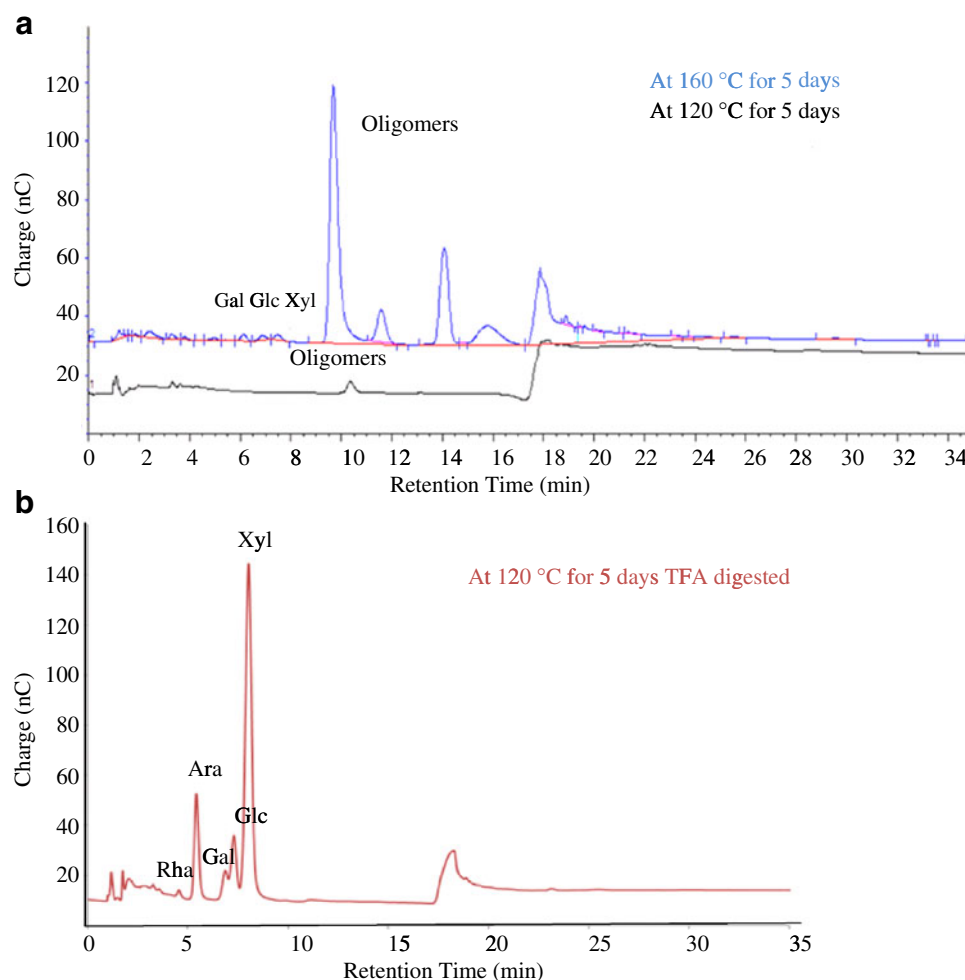 a
At 160 °C for 5 days
At 120 °C for 5 days
Oligomers
Gal Glc Xyl
Oligomers
Charge (nC)
120
100
80
60
40
20
0 2 4 6 8 10 12 14 16 18 20 22 24 26 28 30 32 34
Retention Time (min)
b
At 120 °C for 5 days TFA digested
Xyl
Ara
Glc
Gal
Rha
Charge (nC)
160
140
120
100
80
60
40
20
0 5 10 15 20 25 30 35
Retention Time (min)